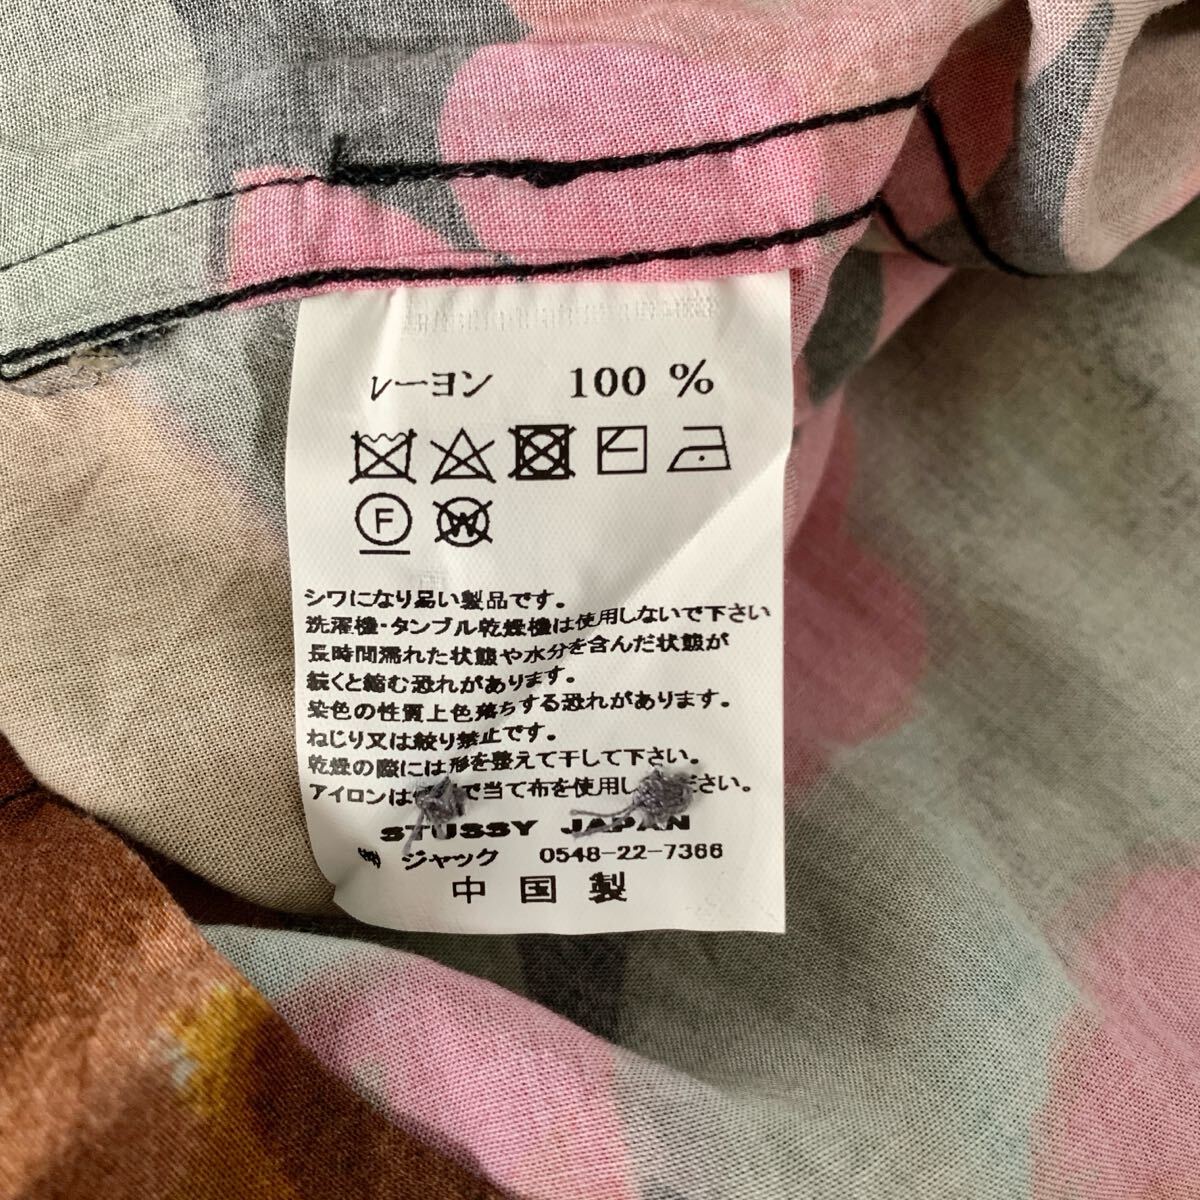 レーヨン 100 %
F W
シワになり易い製品です。
洗濯機・タンブル乾燥機は使用しないで下さい
長時間濡れた状態や水分を含んだ状態が
続くと縮む恐れがあります。
染色の性質上色落ちする恐れがあります。
ねじり又は絞り禁止です。
乾燥の際には形を整えて干して下さい。
アイロンは で当て布を使用し ださい。
STUSSY JAPAN
ジャック 0548-22-7366
中国製